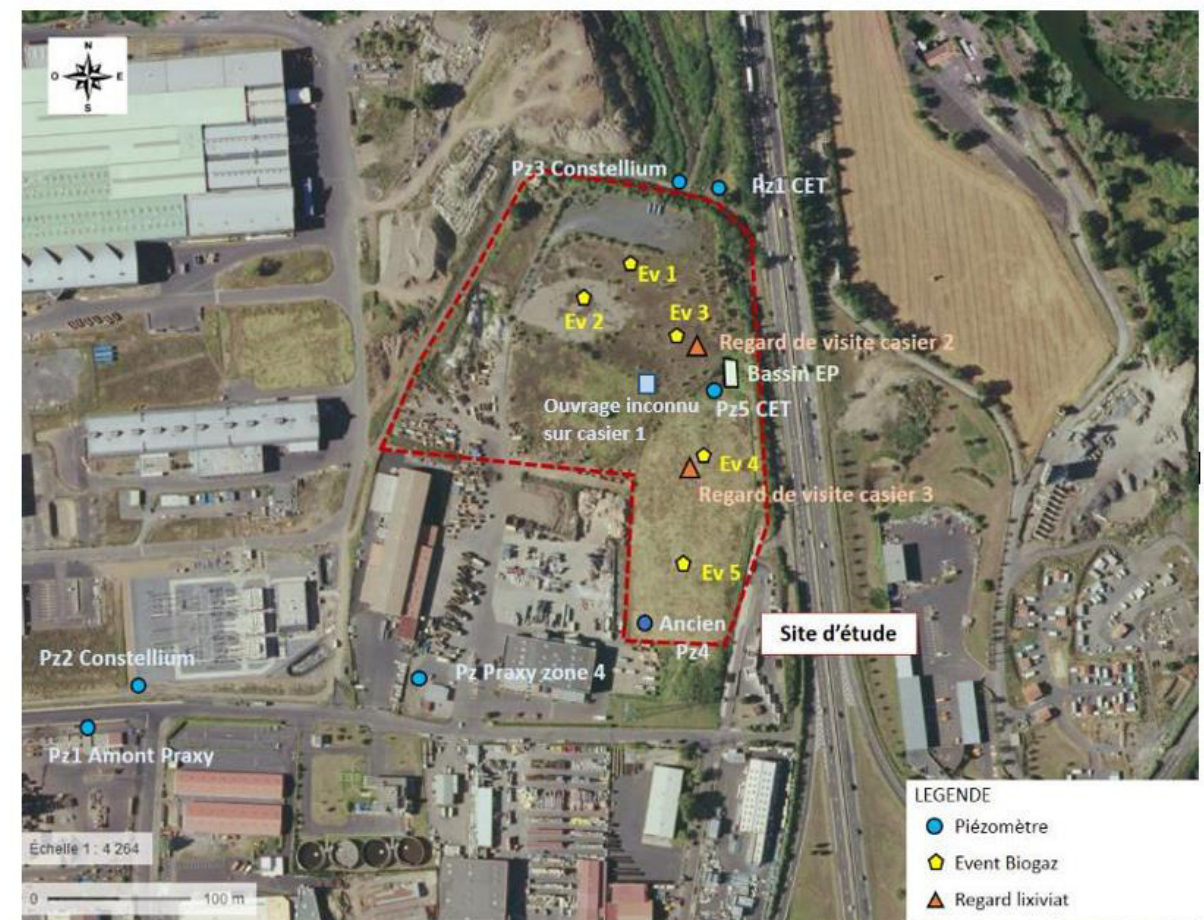 N
O E
S
Pz3 Constellium
Pz1 CET
Ev 1
Ev 2
Ev 3
Regard de visite casier 2
Bassin EP
Ouvrage inconnu
sur casier 1
Pz5 CET
Ev 4
Regard de visite casier 3
Ev 5
Ancien
Pz4
Site d'étude
Pz2 Constellium
Pz Praxy zone 4
Pz1 Amont Praxy
LEGENDE
Piézomètre
Event Biogaz
Regard lixiviat
Échelle 1 : 4 264
0 100 m